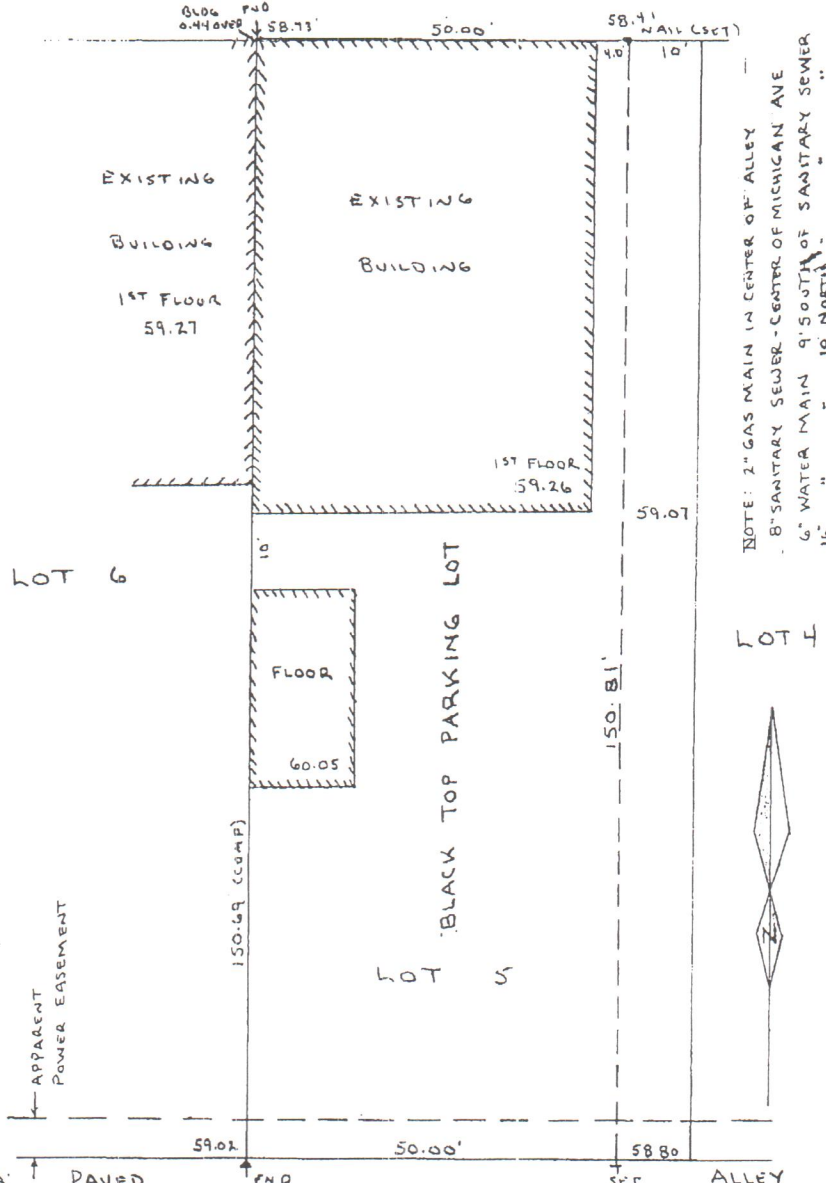 BLDG FND
0.44 OVER
58.73'
50.00'
58.41
NAIL (SET)
4.0'
10'
EXISTING
BUILDING
1ST FLOOR
59.27
EXISTING
BUILDING
1ST FLOOR
59.26
59.07
NOTE: 2" GAS MAIN IN CENTER OF ALLEY
8" SANITARY SEWER - CENTER OF MICHIGAN AVE
6" WATER MAIN 9' SOUTH OF SANITARY SEWER
" " 10' NORTH " " "
LOT 6
10'
FLOOR
60.05
BLACK TOP PARKING LOT
150.81'
LOT 4
150.69 (COMP)
LOT 5
N
APPARENT
POWER EASEMENT
59.02
50.00'
58.80
PAVED
FND
SET
ALLEY